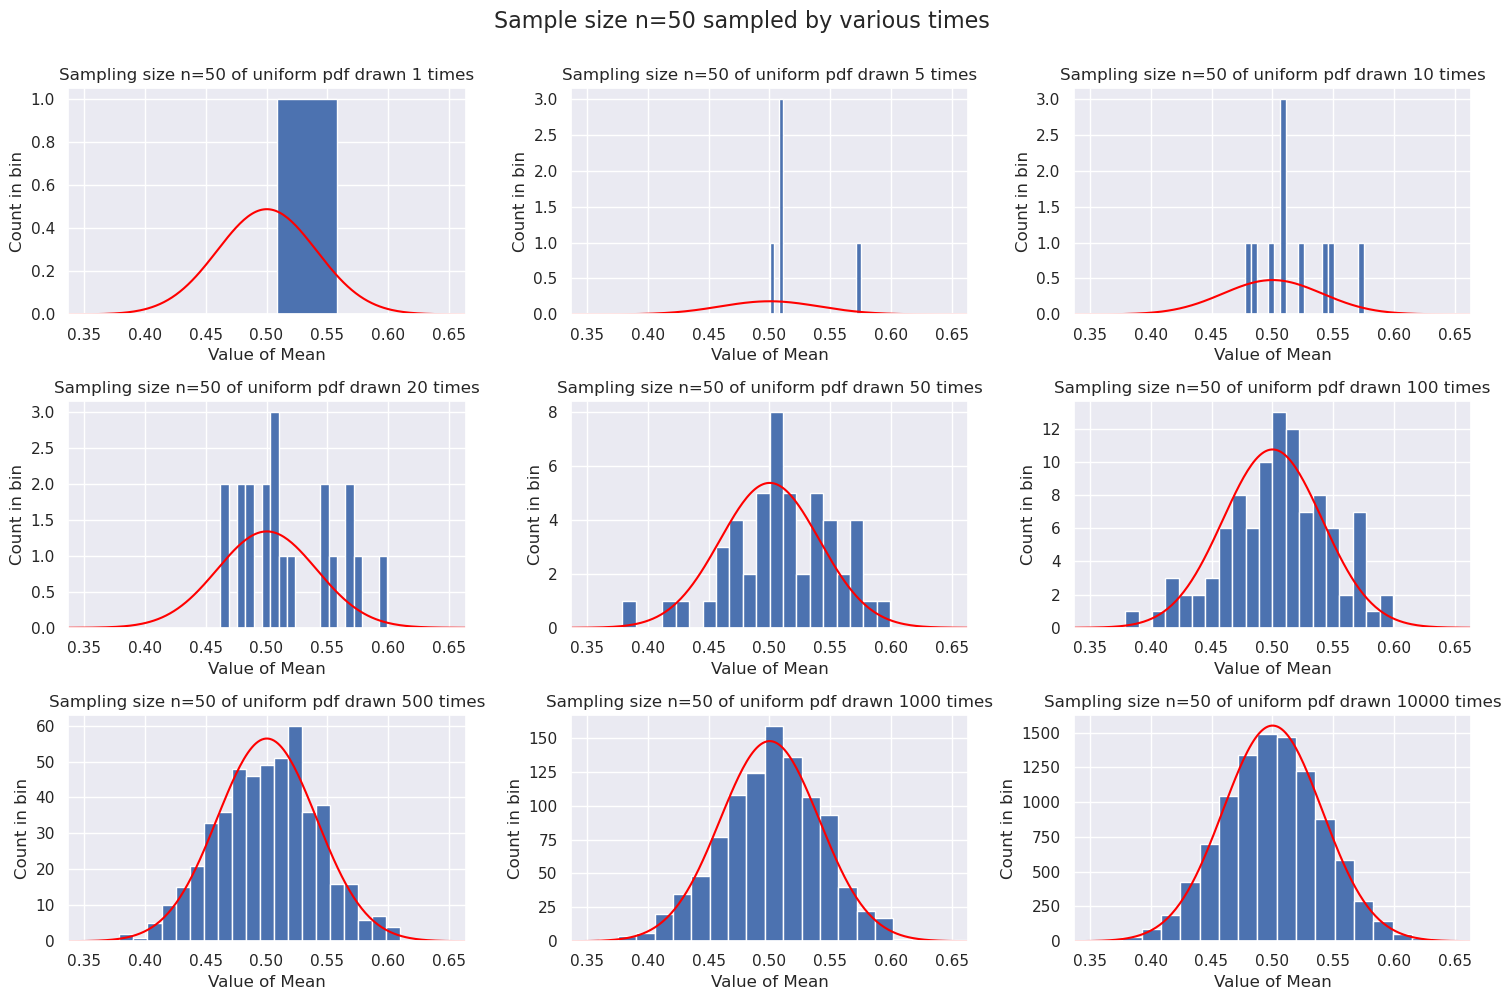 Sample size n=50 sampled by various times
Sampling size n=50 of uniform pdf drawn 1 times
1.0
0.8
0.6
0.4
0.2
0.0
Count in bin
0.35 0.40 0.45 0.50 0.55 0.60 0.65
Value of Mean
Sampling size n=50 of uniform pdf drawn 5 times
3.0
2.5
2.0
1.5
1.0
0.5
0.0
Count in bin
0.35 0.40 0.45 0.50 0.55 0.60 0.65
Value of Mean
Sampling size n=50 of uniform pdf drawn 10 times
3.0
2.5
2.0
1.5
1.0
0.5
0.0
Count in bin
0.35 0.40 0.45 0.50 0.55 0.60 0.65
Value of Mean
Sampling size n=50 of uniform pdf drawn 20 times
3.0
2.5
2.0
1.5
1.0
0.5
0.0
Count in bin
0.35 0.40 0.45 0.50 0.55 0.60 0.65
Value of Mean
Sampling size n=50 of uniform pdf drawn 50 times
8
6
4
2
0
Count in bin
0.35 0.40 0.45 0.50 0.55 0.60 0.65
Value of Mean
Sampling size n=50 of uniform pdf drawn 100 times
12
10
8
6
4
2
0
Count in bin
0.35 0.40 0.45 0.50 0.55 0.60 0.65
Value of Mean
Sampling size n=50 of uniform pdf drawn 500 times
60
50
40
30
20
10
0
Count in bin
0.35 0.40 0.45 0.50 0.55 0.60 0.65
Value of Mean
Sampling size n=50 of uniform pdf drawn 1000 times
150
125
100
75
50
25
0
Count in bin
0.35 0.40 0.45 0.50 0.55 0.60 0.65
Value of Mean
Sampling size n=50 of uniform pdf drawn 10000 times
1500
1250
1000
750
500
250
0
Count in bin
0.35 0.40 0.45 0.50 0.55 0.60 0.65
Value of Mean